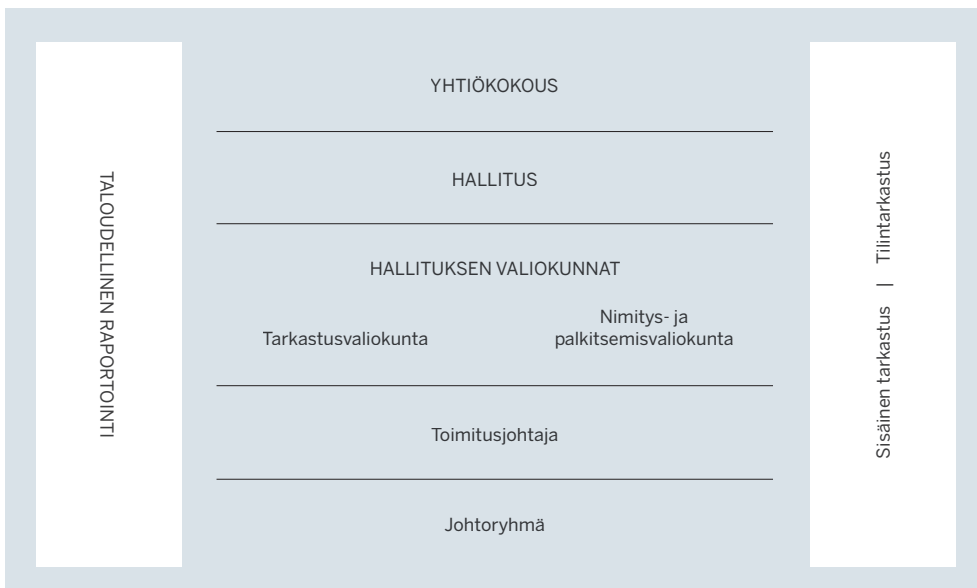 TALOUDELLINEN RAPORTOINTI
YHTIÖKOKOUS
HALLITUS
HALLITUKSEN VALIOKUNNAT
Tarkastusvaliokunta
Nimitys- ja
palkitsemisvaliokunta
Toimitusjohtaja
Johtoryhmä
Sisäinen tarkastus | Tilintarkastus